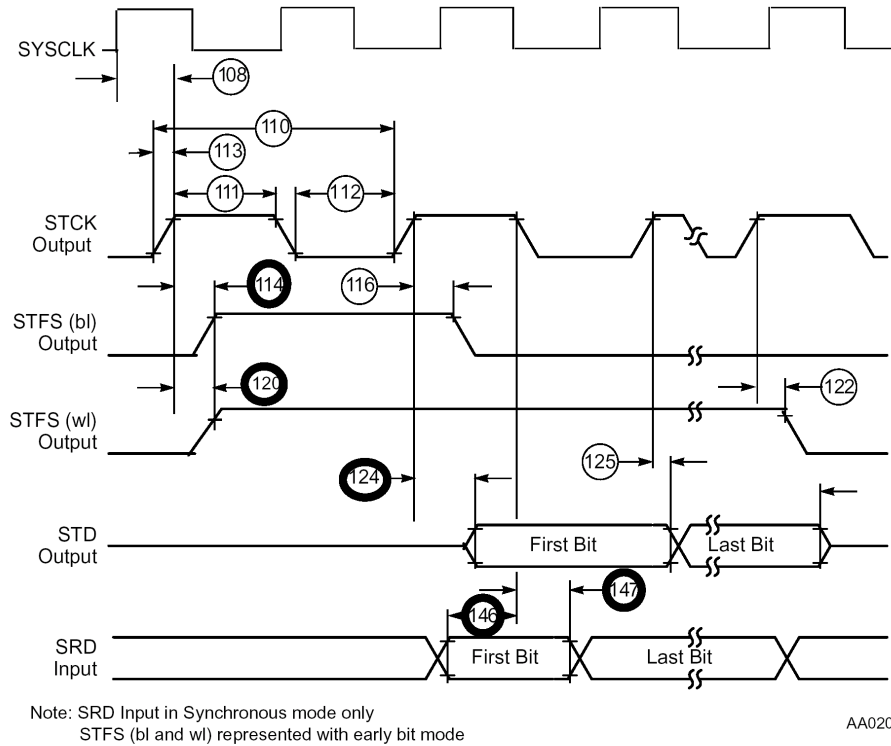 SYSCLK
108
110
113
111
112
STCK
Output
114
116
STFS (bl)
Output
120
122
STFS (wl)
Output
125
124
STD
Output
First Bit
Last Bit
147
146
SRD
Input
First Bit
Last Bit
Note: SRD Input in Synchronous mode only
STFS (bl and wl) represented with early bit mode
AA020